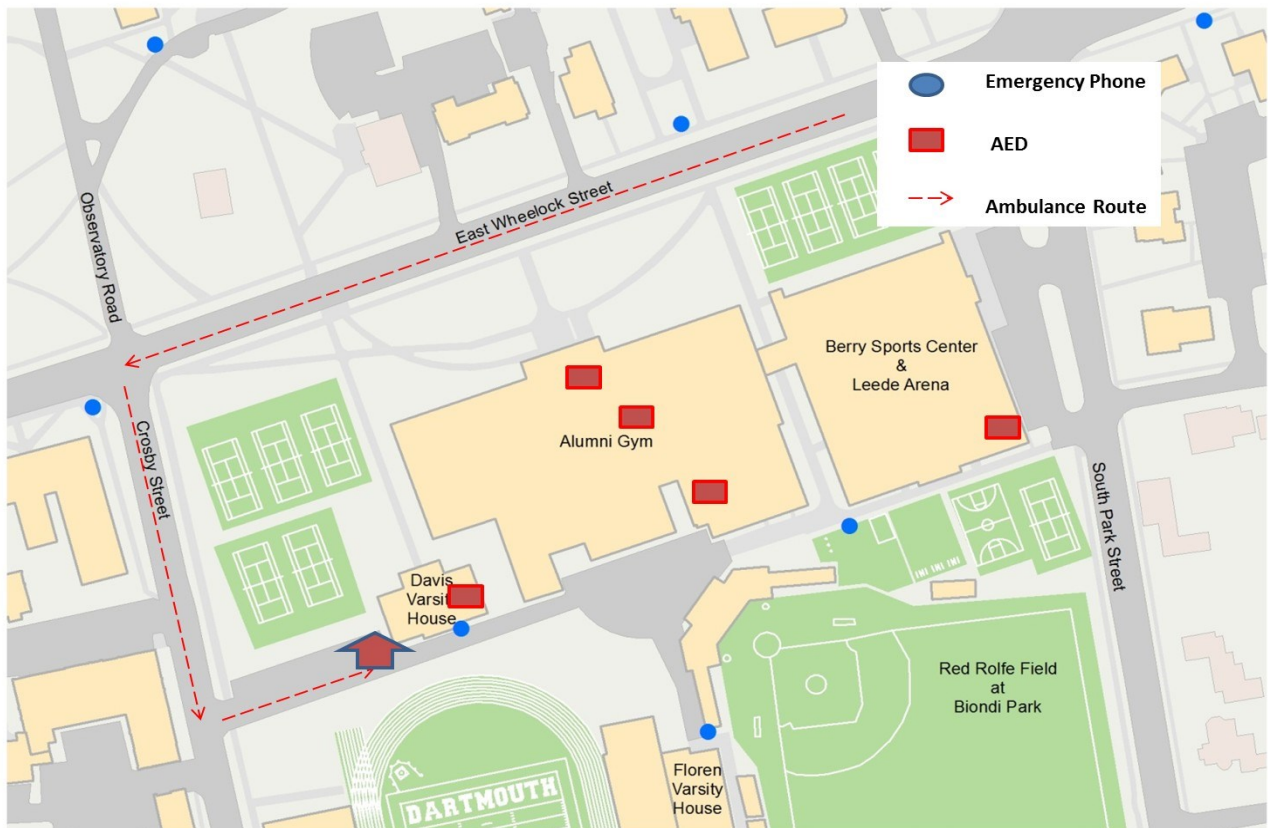 Emergency Phone
AED
Ambulance Route
Observatory Road
East Wheelock Street
Berry Sports Center
&
Leede Arena
Alumni Gym
Crosby Street
South Park Street
Davis
Varsity
House
Red Rolfe Field
at
Biondi Park
Floren
Varsity
House
DARTMOUTH